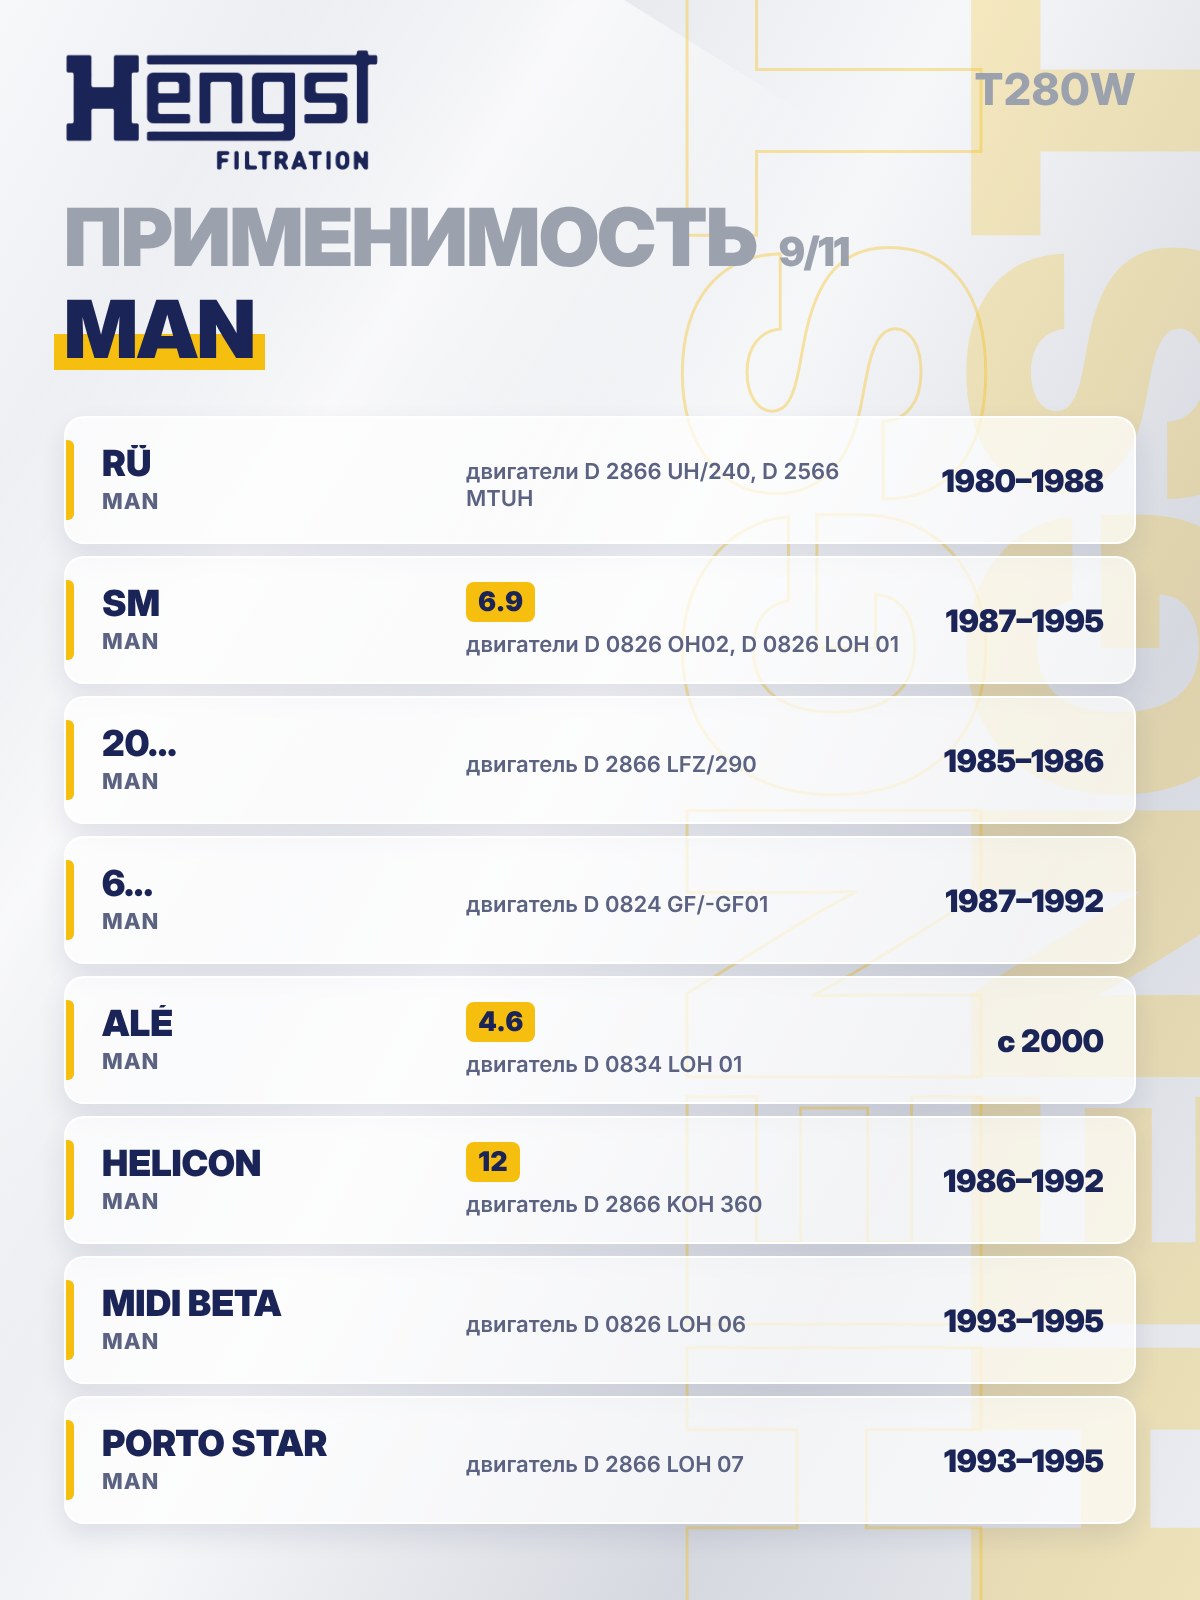 Hengst
FILTRATION
T280W
ПРИМЕНИМОСТЬ 9/11
MAN
RÜ
MAN
двигатели D 2866 UH/240, D 2566
MTUH
1980–1988
SM
MAN
6.9
двигатели D 0826 OH02, D 0826 LOH 01
1987–1995
20...
MAN
двигатель D 2866 LFZ/290
1985–1986
6...
MAN
двигатель D 0824 GF/-GF01
1987–1992
ALÉ
MAN
4.6
двигатель D 0834 LOH 01
с 2000
HELICON
MAN
12
двигатель D 2866 KOH 360
1986–1992
MIDI BETA
MAN
двигатель D 0826 LOH 06
1993–1995
PORTO STAR
MAN
двигатель D 2866 LOH 07
1993–1995
HENGST
HENGST